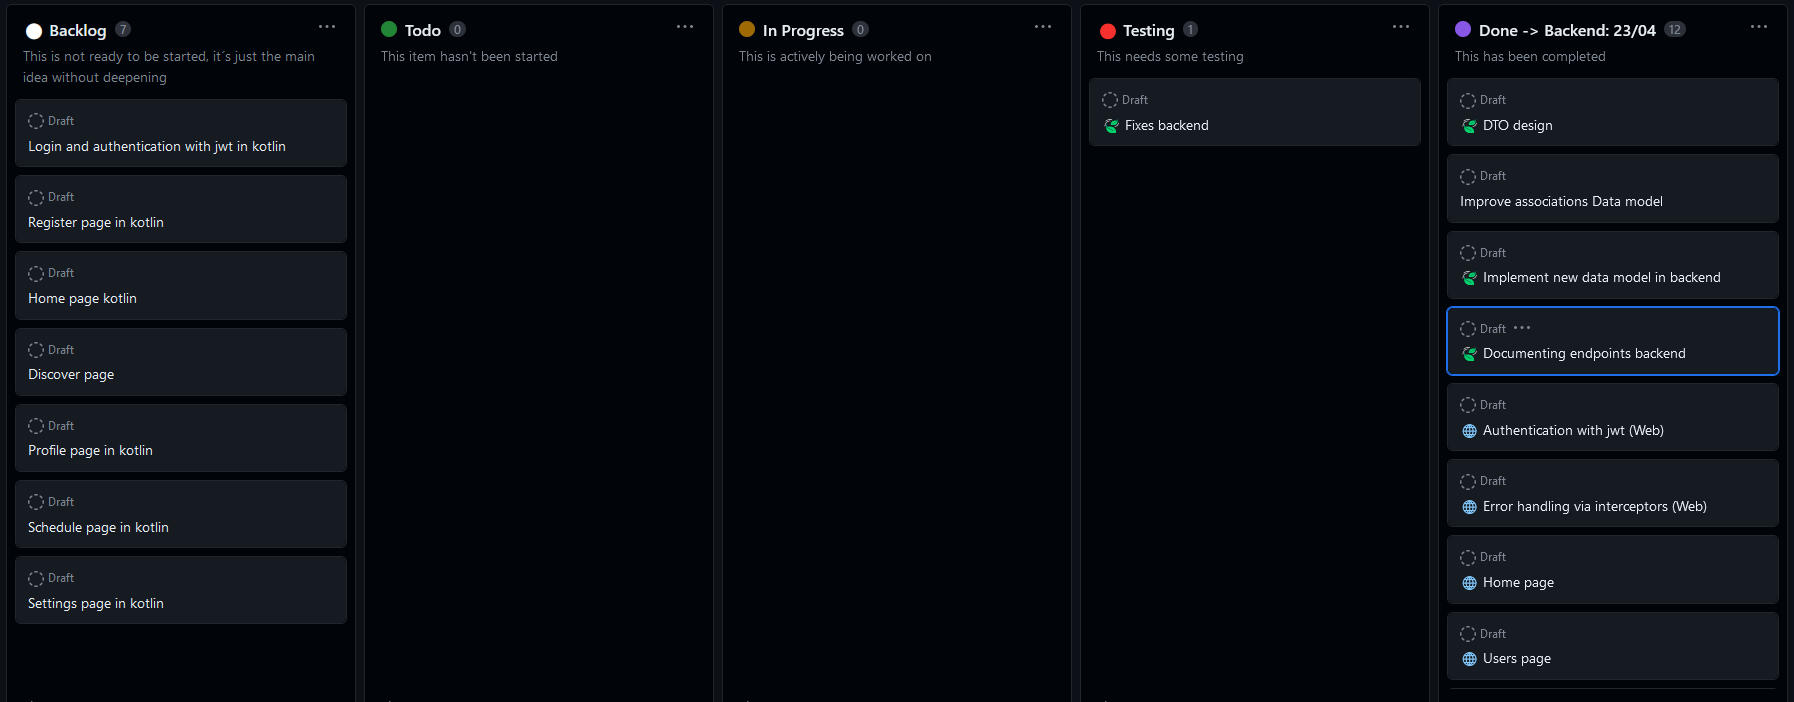 Backlog 7
This is not ready to be started, it´s just the main
idea without deepening
Draft
Login and authentication with jwt in kotlin
Draft
Register page in kotlin
Draft
Home page kotlin
Draft
Discover page
Draft
Profile page in kotlin
Draft
Schedule page in kotlin
Draft
Settings page in kotlin
Todo 0
This item hasn't been started
In Progress 0
This is actively being worked on
Testing 1
This needs some testing
Draft
Fixes backend
Done -> Backend: 23/04 12
This has been completed
Draft
DTO design
Draft
Improve associations Data model
Draft
Implement new data model in backend
Draft
Documenting endpoints backend
Draft
Authentication with jwt (Web)
Draft
Error handling via interceptors (Web)
Draft
Home page
Draft
Users page